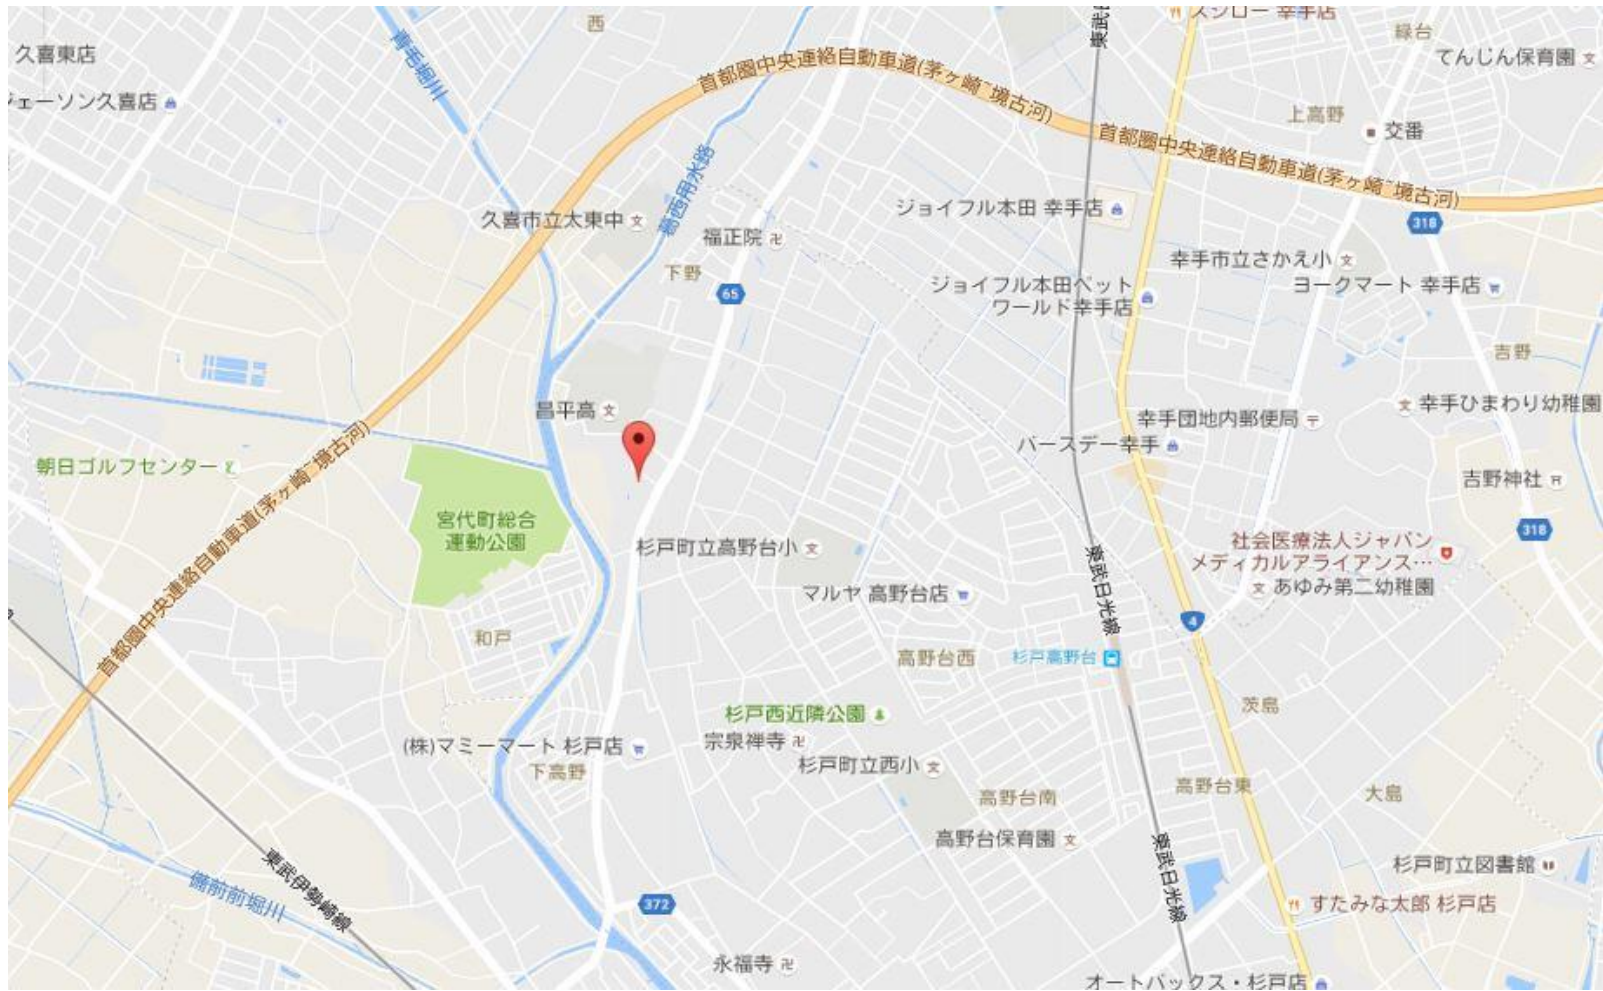 西
スシロー 幸手店
緑台
久喜東店
青毛堀川
てんじん保育園
ジェーソン久喜店
首都圏中央連絡自動車道(茅ヶ崎~境古河)
上高野
交番
首都圏中央連絡自動車道(茅ヶ崎~境古河)
葛西用水路
久喜市立太東中
福正院
ジョイフル本田 幸手店
318
下野
65
幸手市立さかえ小
ヨークマート 幸手店
ジョイフル本田ペット
ワールド幸手店
吉野
昌平高
幸手団地内郵便局
幸手ひまわり幼稚園
バースデー幸手
朝日ゴルフセンター
吉野神社
宮代町総合
運動公園
318
首都圏中央連絡自動車道(茅ヶ崎~境古河)
杉戸町立高野台小
社会医療法人ジャパン
メディカルアライアンス…
あゆみ第二幼稚園
マルヤ 高野台店
東武日光線
4
和戸
高野台西
杉戸高野台
茨島
杉戸西近隣公園
宗泉禅寺
(株)マミーマート 杉戸店
下高野
杉戸町立西小
高野台東
高野台南
大島
高野台保育園
東武日光線
杉戸町立図書館
備前前堀川
東武伊勢崎線
372
すたみな太郎 杉戸店
永福寺
オートバックス・杉戸店